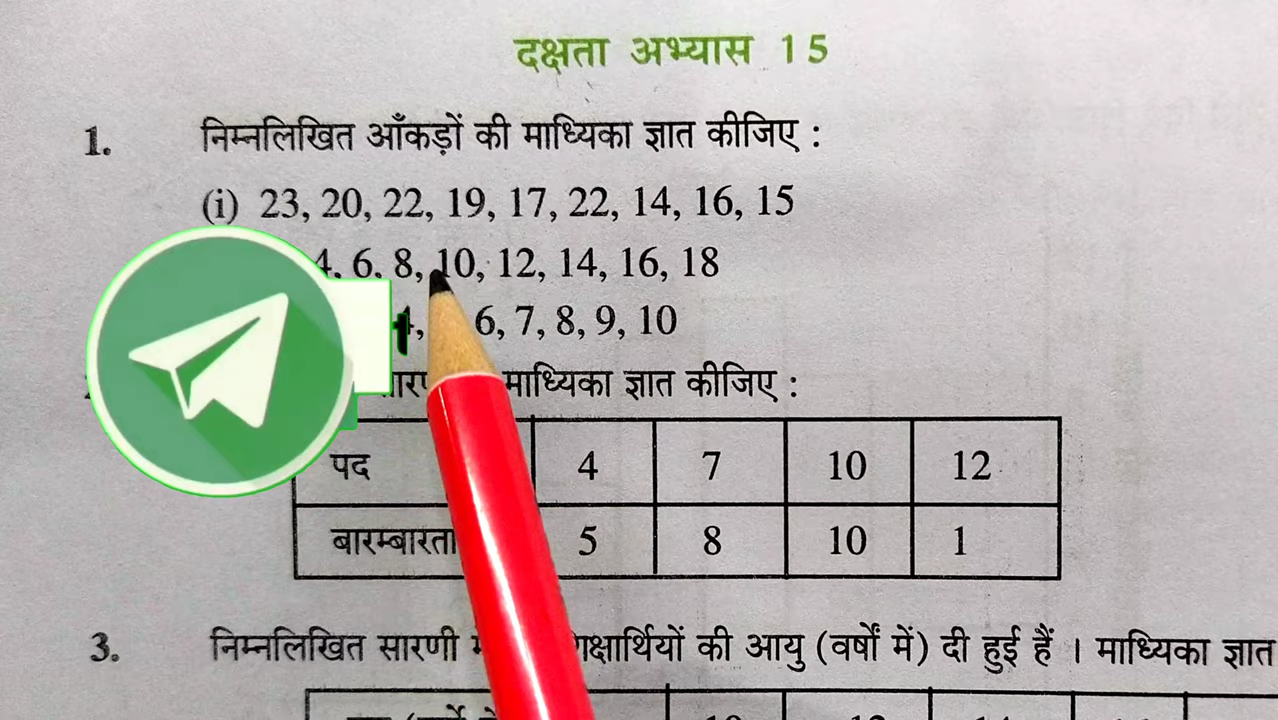 दक्षता अभ्यास 15
1. निम्नलिखित आँकड़ों की माध्यिका ज्ञात कीजिए :
(i) 23, 20, 22, 19, 17, 22, 14, 16, 15
4, 6, 8, 10, 12, 14, 16, 18
4, 6, 7, 8, 9, 10
माध्यिका ज्ञात कीजिए :
पद 4 7 10 12
बारम्बारता 5 8 10 1
3. निम्नलिखित सारणी की आयु (वर्षों में) दी हुई हैं । माध्यिका ज्ञात